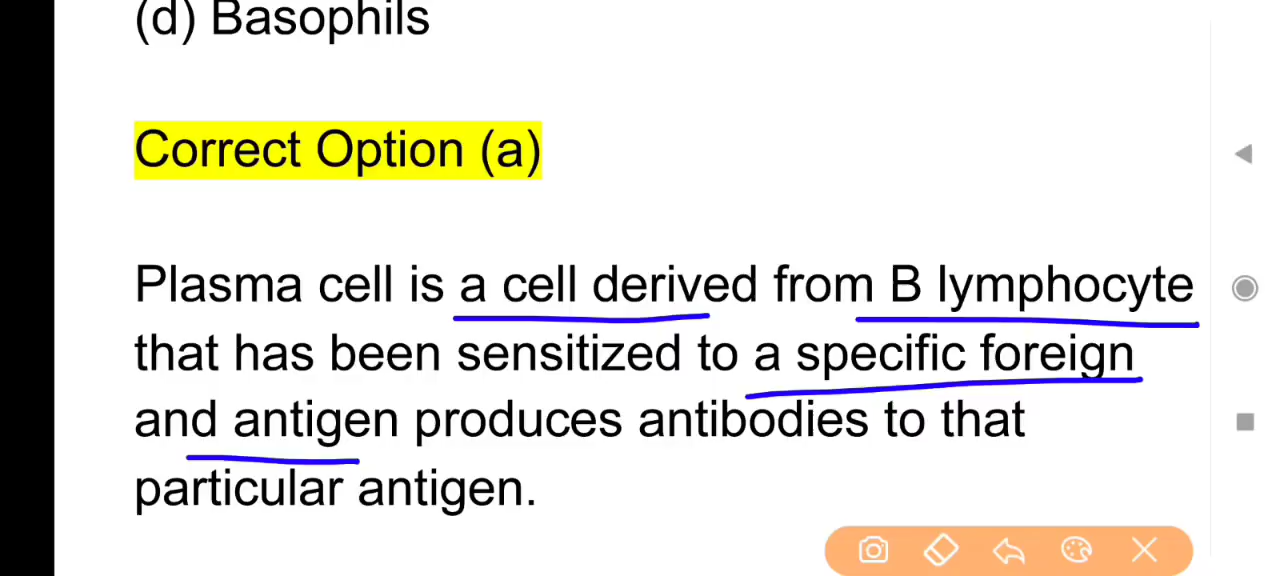 (d) Basophils
Correct Option (a)
Plasma cell is a cell derived from B lymphocyte
that has been sensitized to a specific foreign
and antigen produces antibodies to that
particular antigen.